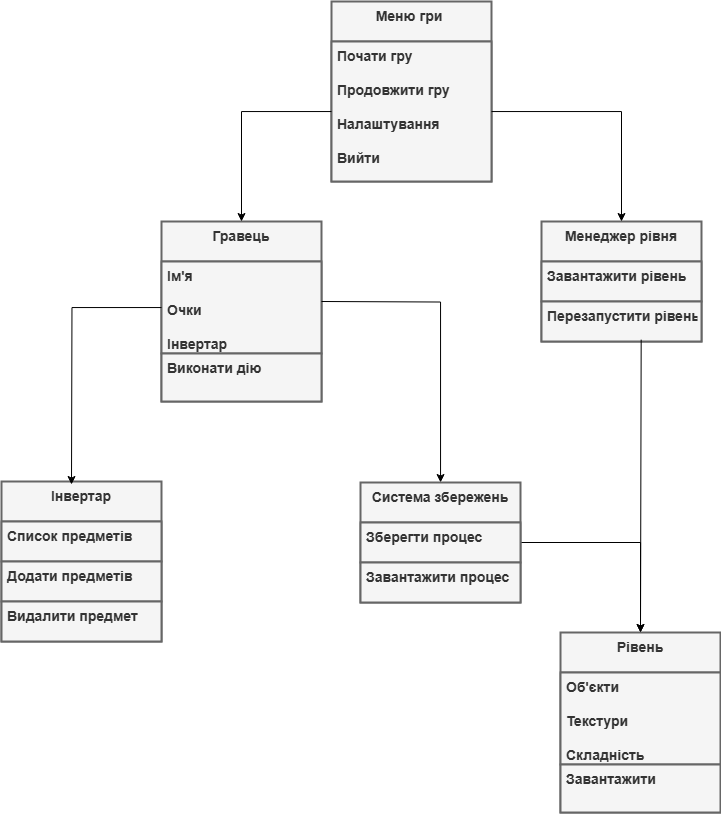 Меню гри
Почати гру
Продовжити гру
Налаштування
Вийти
Гравець
Ім'я
Очки
Інвертар
Виконати дію
Менеджер рівня
Завантажити рівень
Перезапустити рівень
Інвертар
Список предметів
Додати предметів
Видалити предмет
Система збережень
Зберегти процес
Завантажити процес
Рівень
Об'єкти
Текстури
Складність
Завантажити